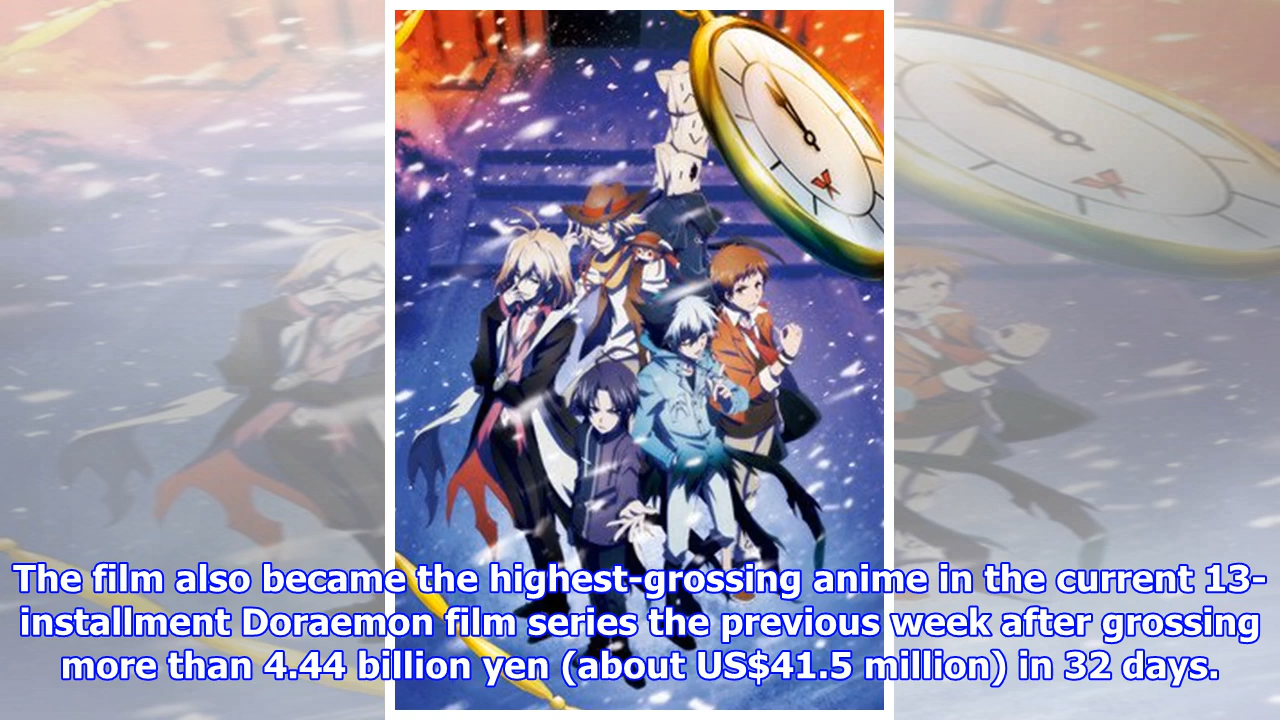 The film also became the highest-grossing anime in the current 13-
installment Doraemon film series the previous week after grossing
more than 4.44 billion yen (about US$41.5 million) in 32 days.